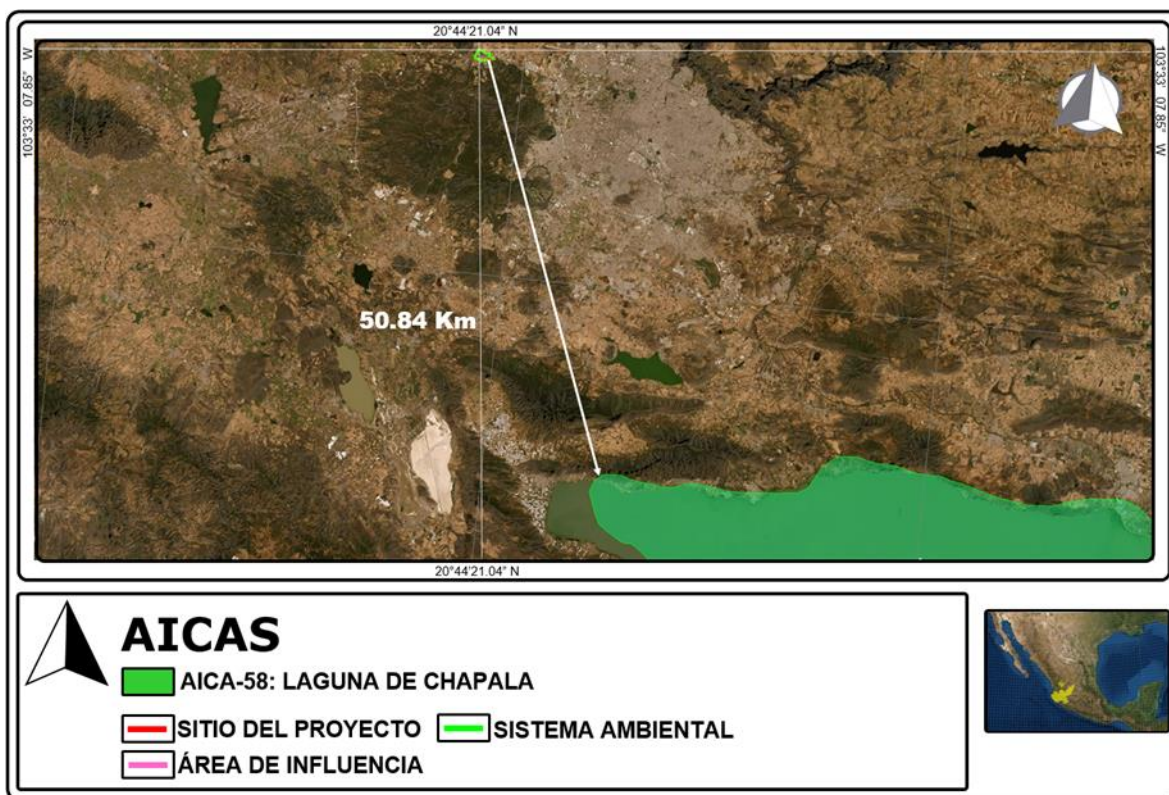 20°44'21.04" N
103°33' 07.85" W
103°33' 07.85" W
50.84 Km
20°44'21.04" N
AICAS
AICA-58: LAGUNA DE CHAPALA
SITIO DEL PROYECTO
SISTEMA AMBIENTAL
ÁREA DE INFLUENCIA